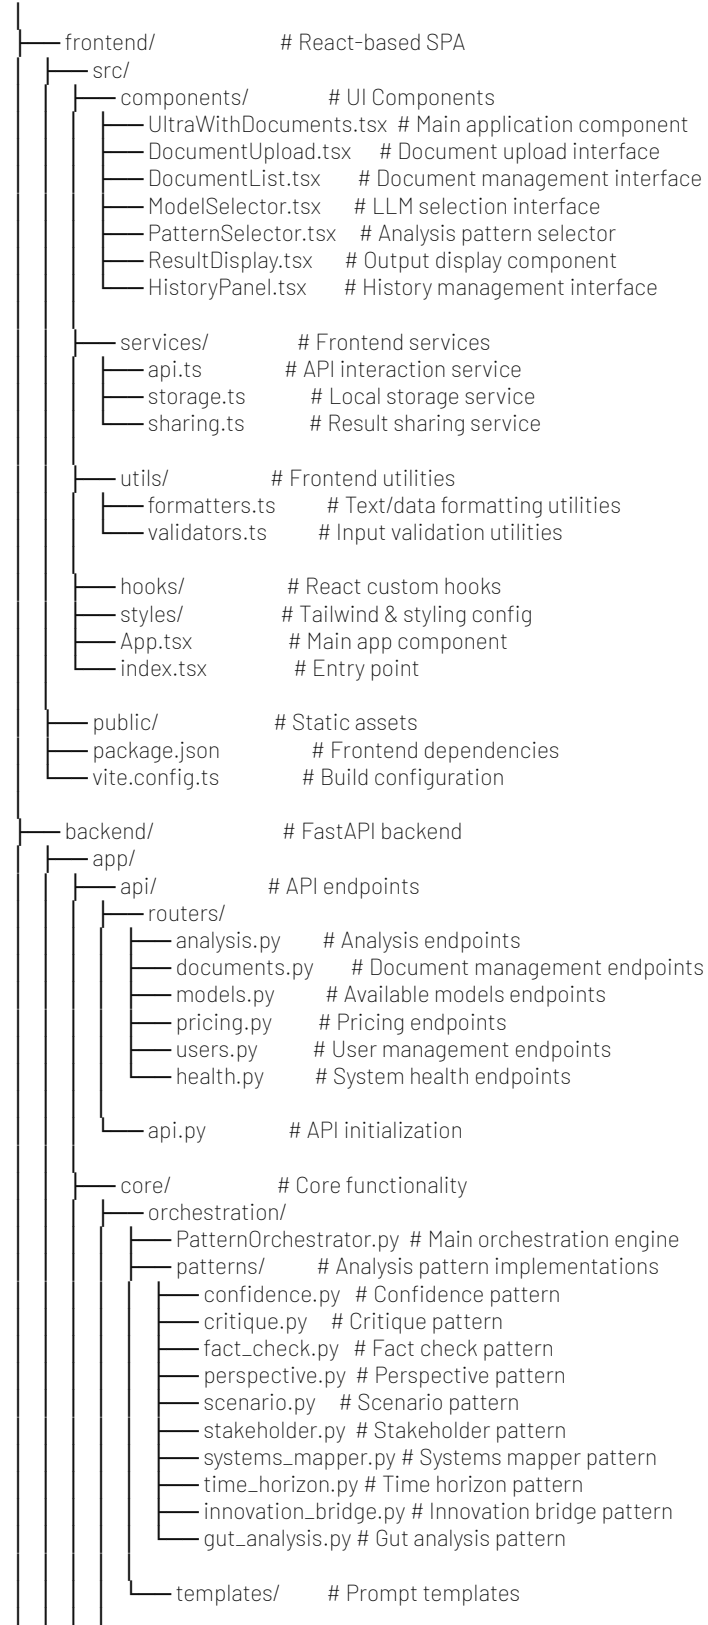 frontend/ # React-based SPA
src/
components/ # UI Components
UltraWithDocuments.tsx # Main application component
DocumentUpload.tsx # Document upload interface
DocumentList.tsx # Document management interface
ModelSelector.tsx # LLM selection interface
PatternSelector.tsx # Analysis pattern selector
ResultDisplay.tsx # Output display component
HistoryPanel.tsx # History management interface
services/ # Frontend services
api.ts # API interaction service
storage.ts # Local storage service
sharing.ts # Result sharing service
utils/ # Frontend utilities
formatters.ts # Text/data formatting utilities
validators.ts # Input validation utilities
hooks/ # React custom hooks
styles/ # Tailwind & styling config
App.tsx # Main app component
index.tsx # Entry point
public/ # Static assets
package.json # Frontend dependencies
vite.config.ts # Build configuration
backend/ # FastAPI backend
app/
api/ # API endpoints
routers/
analysis.py # Analysis endpoints
documents.py # Document management endpoints
models.py # Available models endpoints
pricing.py # Pricing endpoints
users.py # User management endpoints
health.py # System health endpoints
api.py # API initialization
core/ # Core functionality
orchestration/
PatternOrchestrator.py # Main orchestration engine
patterns/ # Analysis pattern implementations
confidence.py # Confidence pattern
critique.py # Critique pattern
fact_check.py # Fact check pattern
perspective.py # Perspective pattern
scenario.py # Scenario pattern
stakeholder.py # Stakeholder pattern
systems_mapper.py # Systems mapper pattern
time_horizon.py # Time horizon pattern
innovation_bridge.py # Innovation bridge pattern
gut_analysis.py # Gut analysis pattern
templates/ # Prompt templates